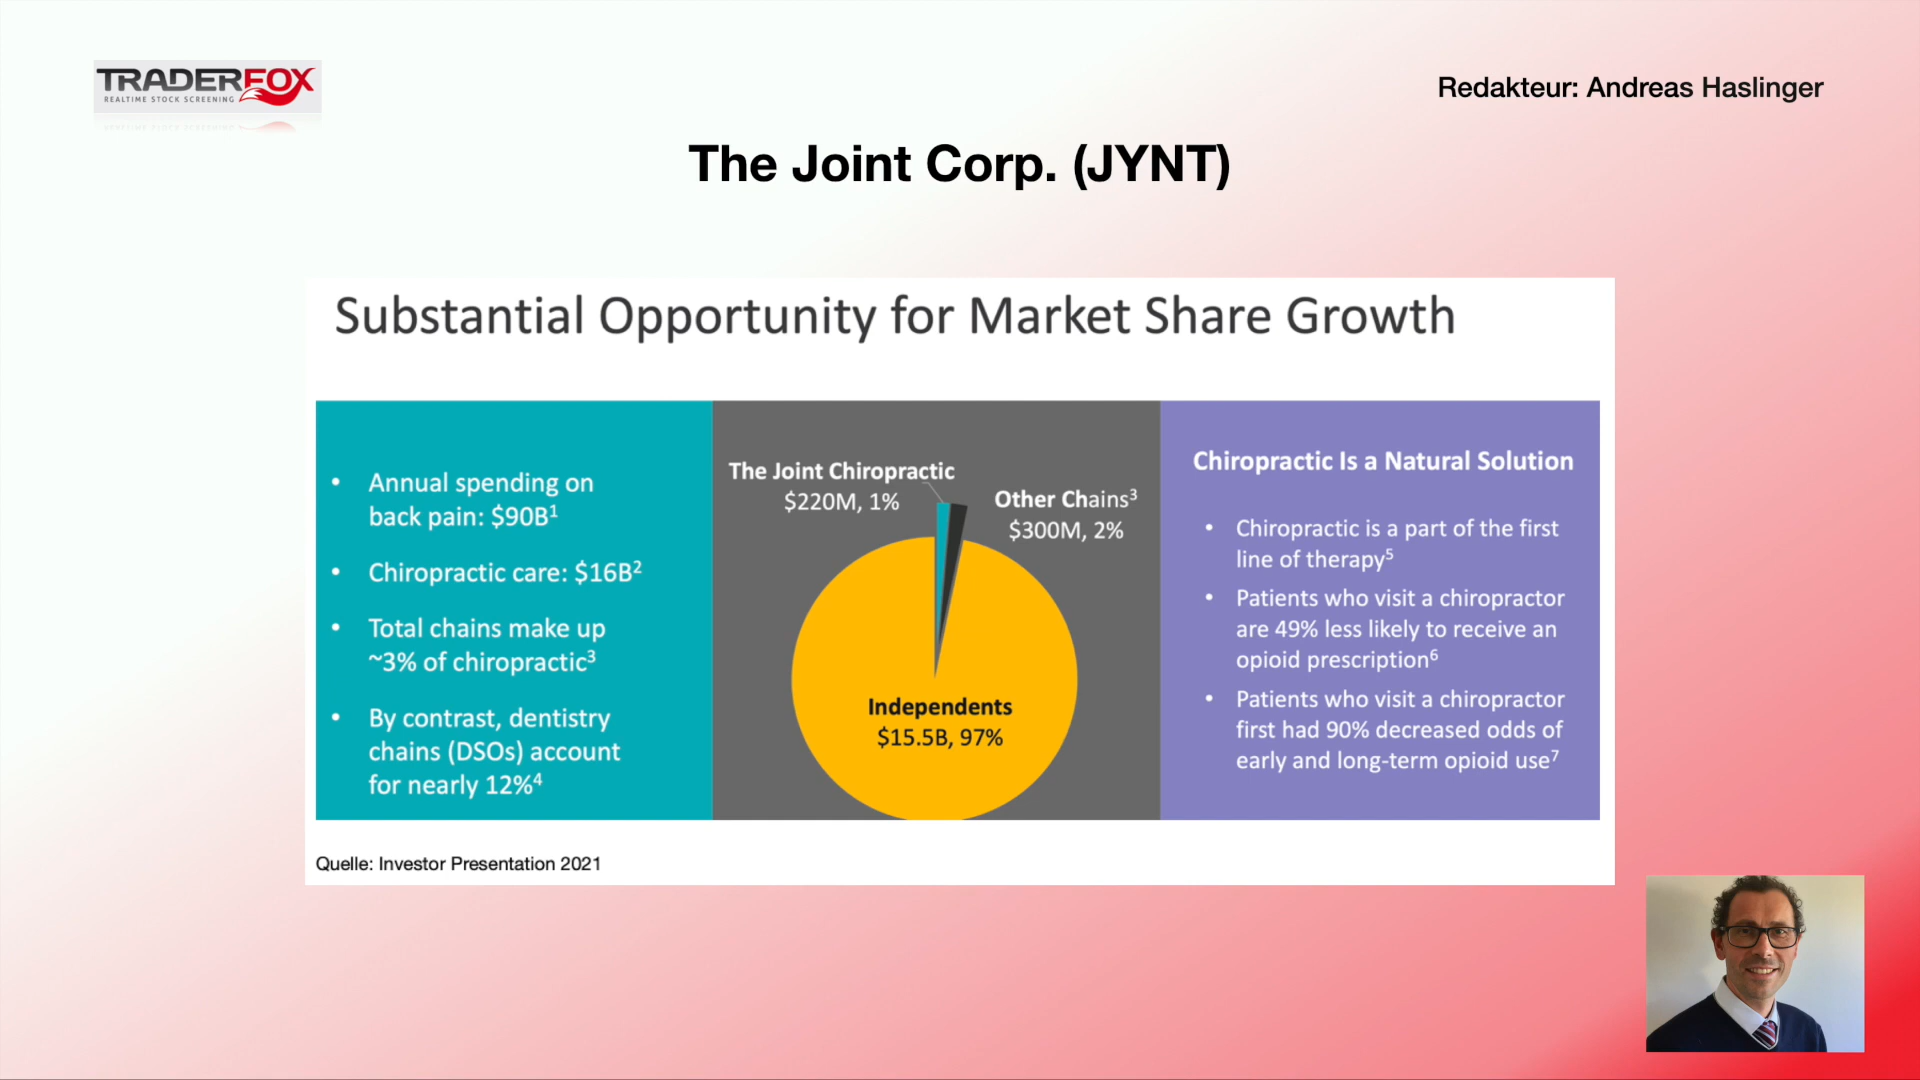 TRADERFOX
REALTIME STOCK SCREENING
Redakteur: Andreas Haslinger
The Joint Corp. (JYNT)
Substantial Opportunity for Market Share Growth
• Annual spending on
back pain: $90B¹
• Chiropractic care: $16B²
• Total chains make up
~3% of chiropractic³
• By contrast, dentistry
chains (DSOs) account
for nearly 12%⁴
The Joint Chiropractic
$220M, 1%
Other Chains³
$300M, 2%
Independents
$15.5B, 97%
Chiropractic Is a Natural Solution
• Chiropractic is a part of the first
line of therapy⁵
• Patients who visit a chiropractor
are 49% less likely to receive an
opioid prescription⁶
• Patients who visit a chiropractor
first had 90% decreased odds of
early and long-term opioid use⁷
Quelle: Investor Presentation 2021